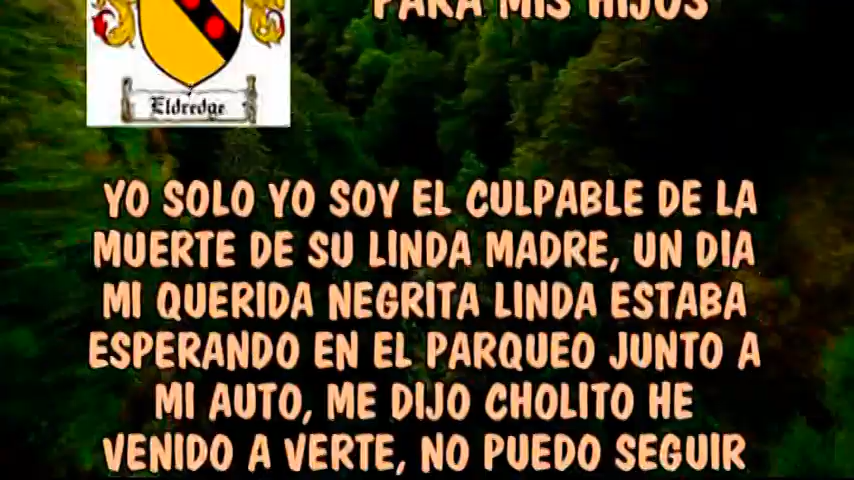 PARA MIS HIJOS
Eldredge
YO SOLO YO SOY EL CULPABLE DE LA
MUERTE DE SU LINDA MADRE, UN DIA
MI QUERIDA NEGRITA LINDA ESTABA
ESPERANDO EN EL PARQUEO JUNTO A
MI AUTO, ME DIJO CHOLITO HE
VENIDO A VERTE, NO PUEDO SEGUIR